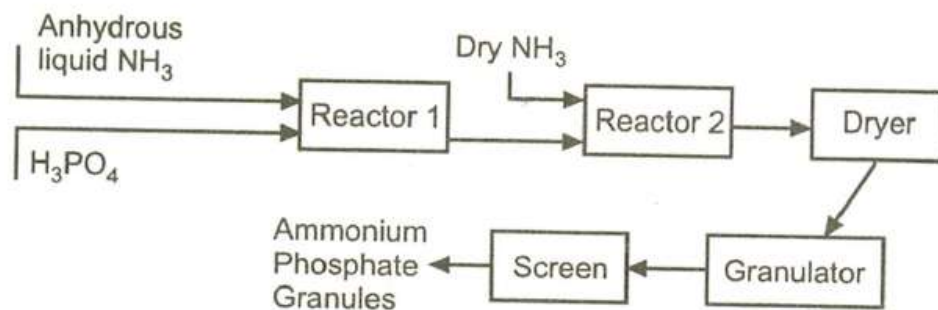 Anhydrous
liquid NH₃
Dry NH₃
Reactor 1
Reactor 2
Dryer
H₃PO₄
Ammonium
Phosphate
Granules
Screen
Granulator